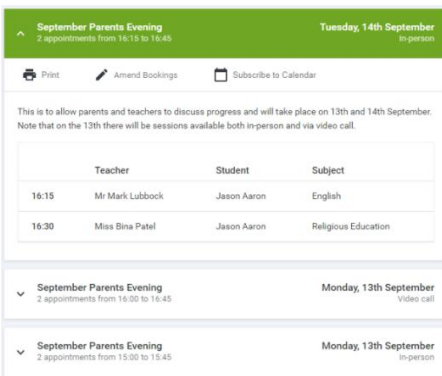 September Parents Evening Tuesday, 14th September
2 appointments from 16:15 to 16:45 In-person
Print Amend Bookings Subscribe to Calendar
This is to allow parents and teachers to discuss progress and will take place on 13th and 14th September.
Note that on the 13th there will be sessions available both in-person and via video call.
Teacher Student Subject
16:15 Mr Mark Lubbock Jason Aaron English
16:30 Miss Bina Patel Jason Aaron Religious Education
September Parents Evening Monday, 13th September
2 appointments from 16:00 to 16:45 Video call
September Parents Evening Monday, 13th September
2 appointments from 15:00 to 15:45 In-person